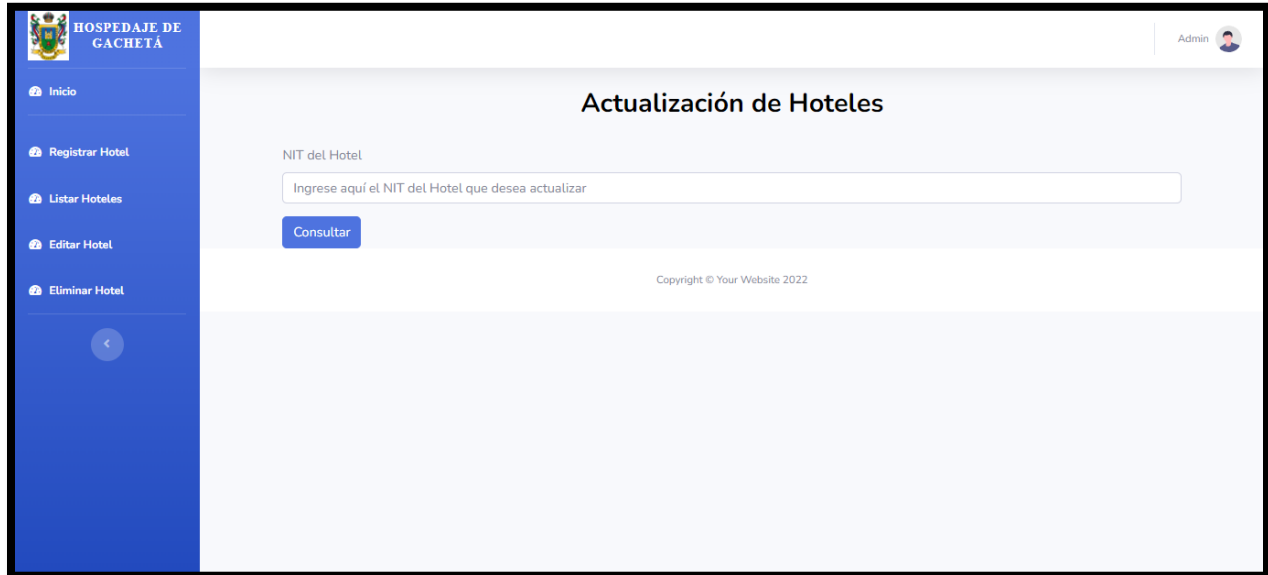 HOSPEDAJE DE
GACHETÁ
Admin
Inicio
Registrar Hotel
Listar Hoteles
Editar Hotel
Eliminar Hotel
Actualización de Hoteles
NIT del Hotel
Ingrese aquí el NIT del Hotel que desea actualizar
Consultar
Copyright © Your Website 2022